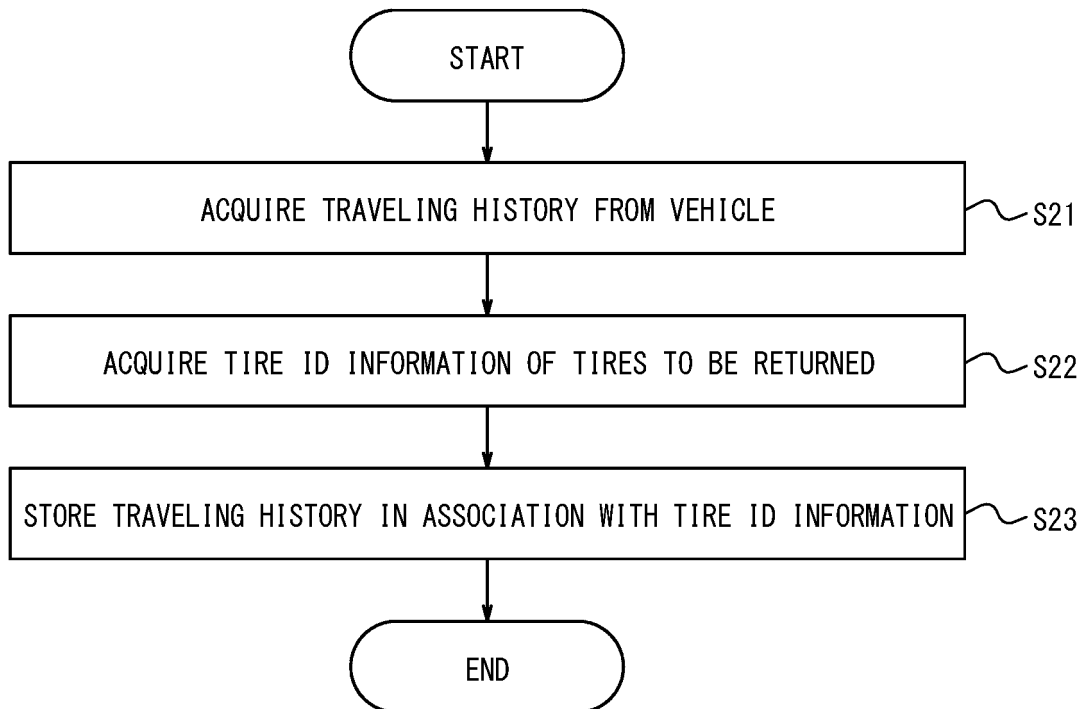 START
ACQUIRE TRAVELING HISTORY FROM VEHICLE
S21
ACQUIRE TIRE ID INFORMATION OF TIRES TO BE RETURNED
S22
STORE TRAVELING HISTORY IN ASSOCIATION WITH TIRE ID INFORMATION
S23
END